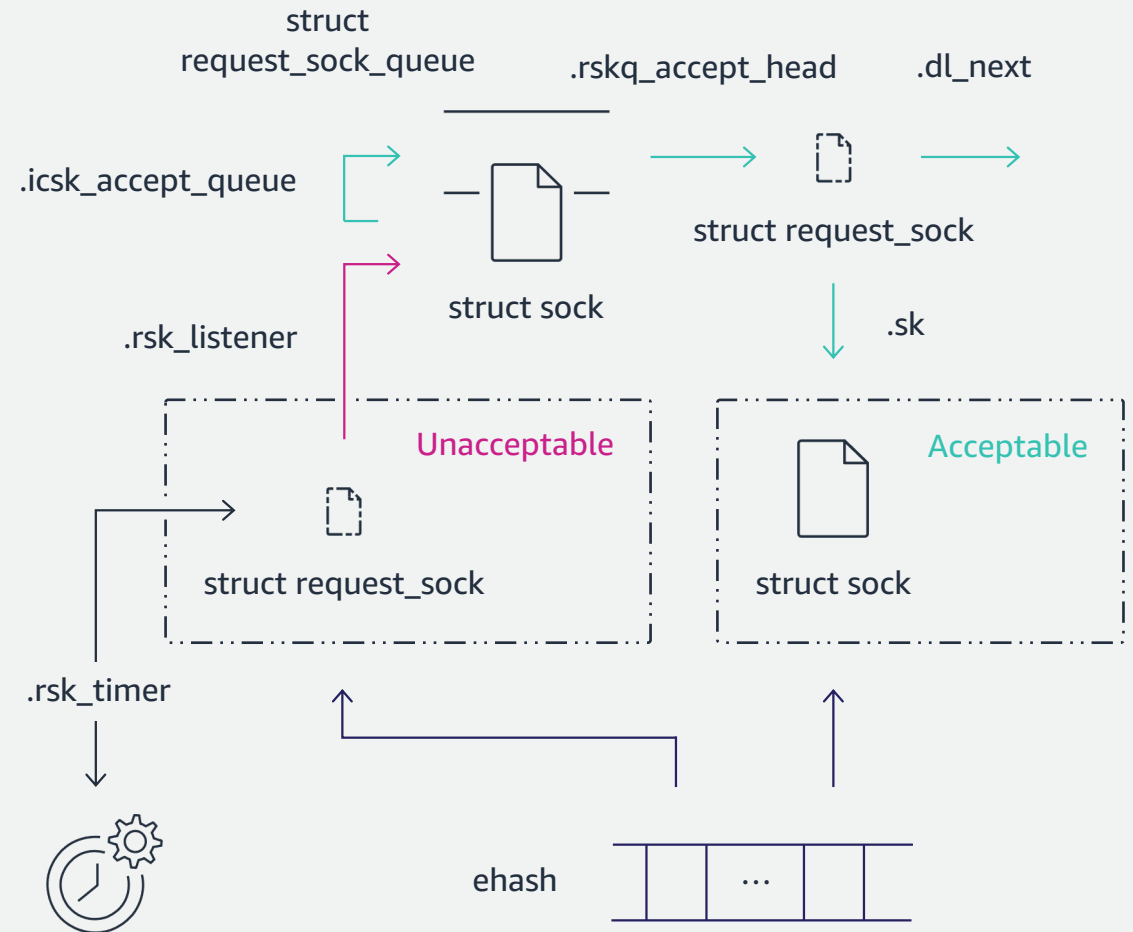 struct
request_sock_queue
.rskq_accept_head
.dl_next
.icsk_accept_queue
struct request_sock
struct sock
.sk
.rsk_listener
Unacceptable
Acceptable
struct request_sock
struct sock
.rsk_timer
ehash
...